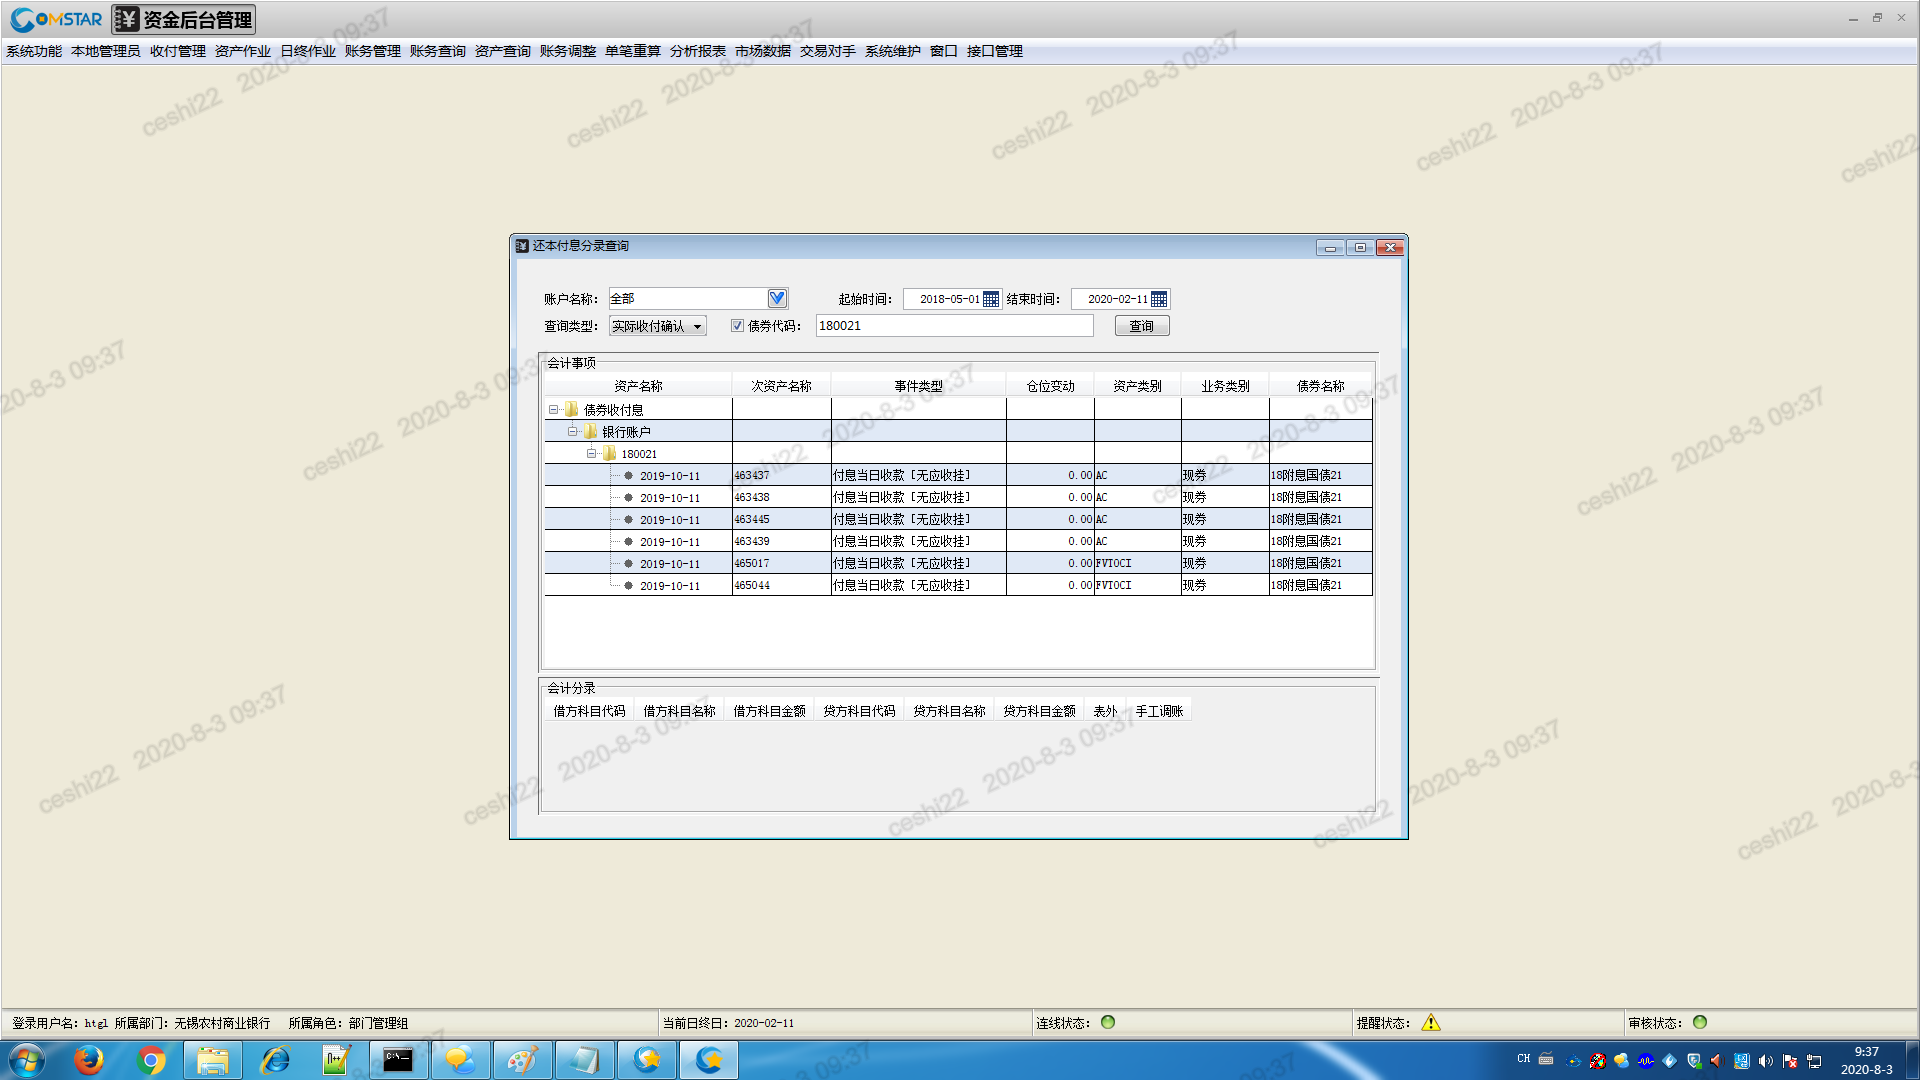 COMSTAR 资金后台管理
系统功能 本地管理员 收付管理 资产作业 日终作业 账务管理 账务查询 资产查询 账务调整 单笔重算 分析报表 市场数据 交易对手 系统维护 窗口 接口管理
还本付息分录查询
账户名称: 全部 起始时间: 2018-05-01 结束时间: 2020-02-11
查询类型: 实际收付确认 债券代码: 180021 查询
会计事项
资产名称 次资产名称 事件类型 仓位变动 资产类别 业务类别 债券名称
债券收付息
银行账户
180021
2019-10-11 463437 付息当日收款 [无应收挂] 0.00 AC 现券 18附息国债21
2019-10-11 463438 付息当日收款 [无应收挂] 0.00 AC 现券 18附息国债21
2019-10-11 463445 付息当日收款 [无应收挂] 0.00 AC 现券 18附息国债21
2019-10-11 463439 付息当日收款 [无应收挂] 0.00 AC 现券 18附息国债21
2019-10-11 465017 付息当日收款 [无应收挂] 0.00 FVTOCI 现券 18附息国债21
2019-10-11 465044 付息当日收款 [无应收挂] 0.00 FVTOCI 现券 18附息国债21
会计分录
借方科目代码 借方科目名称 借方科目金额 贷方科目代码 贷方科目名称 贷方科目金额 表外 手工调账
登录用户名: htgl 所属部门: 无锡农村商业银行 所属角色: 部门管理组 当前日终日: 2020-02-11 连线状态: 提醒状态: 审核状态:
CH 9:37
2020-8-3
ceshi22 2020-8-3 09:37